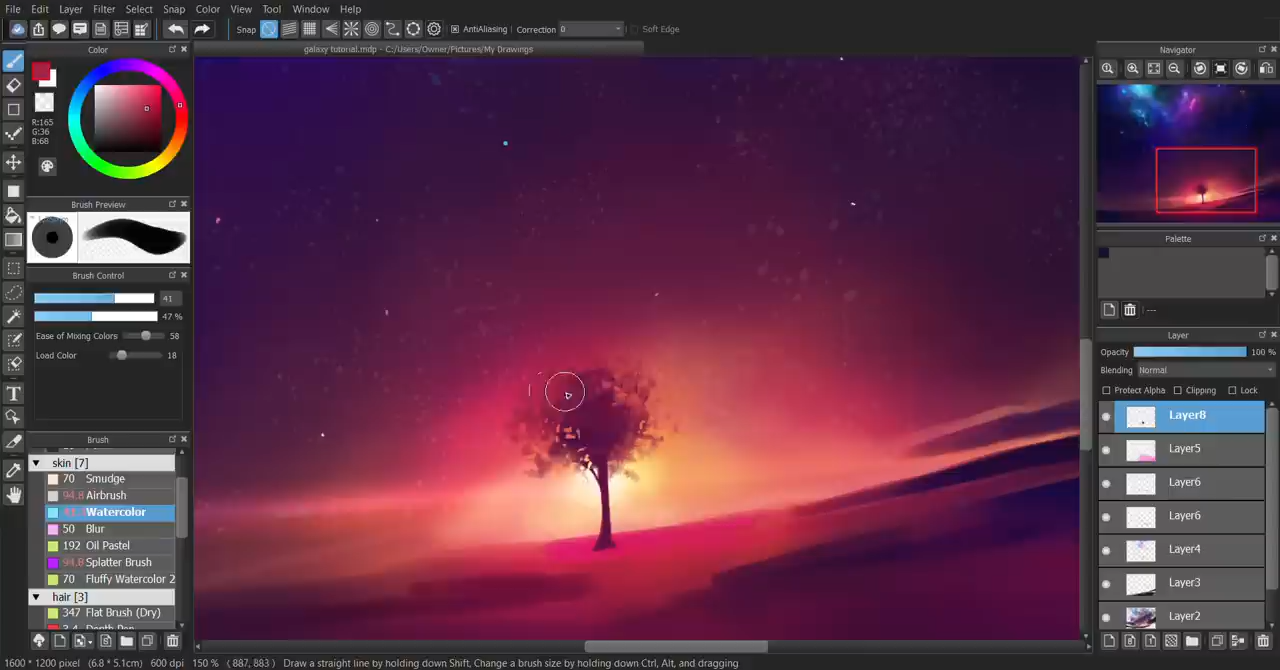 File Edit Layer Filter Select Snap Color View Tool Window Help
Snap AntiAliasing Correction 0 Soft Edge
Color
galaxy tutorial.mdp - C:/Users/Owner/Pictures/My Drawings
Navigator
R:165
G:36
B:68
Brush Preview
Palette
Brush Control
41
47 %
Ease of Mixing Colors 58
Load Color 18
---
Layer
Opacity 100 %
Blending Normal
Protect Alpha Clipping Lock
Layer8
Layer5
Layer6
Layer6
Layer4
Layer3
Layer2
Brush
skin [7]
70 Smudge
94.8 Airbrush
Watercolor
50 Blur
192 Oil Pastel
94.8 Splatter Brush
70 Fluffy Watercolor 2
hair [3]
347 Flat Brush (Dry)
1600 * 1200 pixel (6.8 * 5.1cm) 600 dpi 150 % ( 887, 883 ) Draw a straight line by holding down Shift, Change a brush size by holding down Ctrl, Alt, and dragging